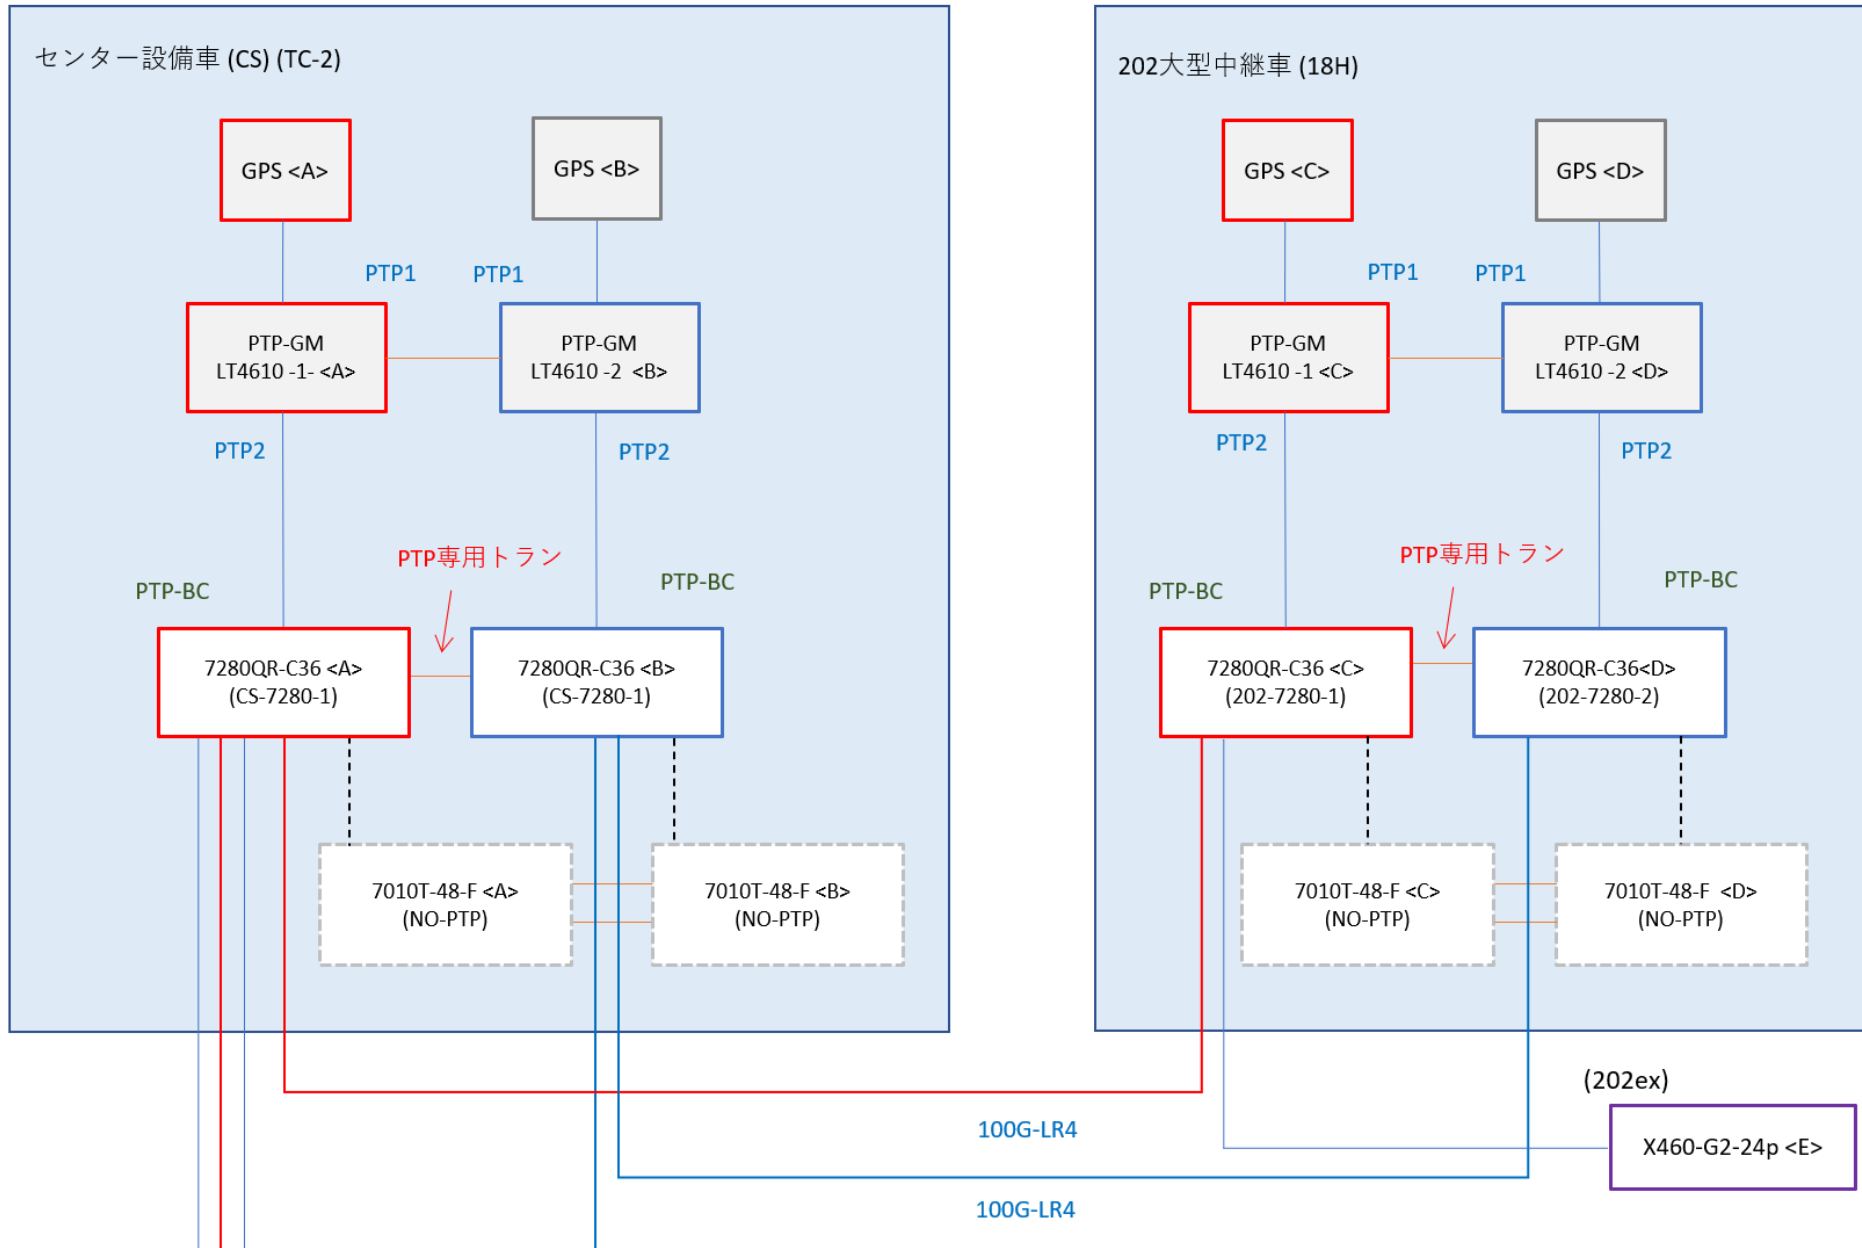 センター設備車 (CS) (TC-2)
GPS <A>
GPS <B>
PTP1
PTP1
PTP-GM
LT4610 -1- <A>
PTP-GM
LT4610 -2 <B>
PTP2
PTP2
PTP専用トラン
PTP-BC
PTP-BC
7280QR-C36 <A>
(CS-7280-1)
7280QR-C36 <B>
(CS-7280-1)
7010T-48-F <A>
(NO-PTP)
7010T-48-F <B>
(NO-PTP)
202大型中継車 (18H)
GPS <C>
GPS <D>
PTP1
PTP1
PTP-GM
LT4610 -1 <C>
PTP-GM
LT4610 -2 <D>
PTP2
PTP2
PTP専用トラン
PTP-BC
PTP-BC
7280QR-C36 <C>
(202-7280-1)
7280QR-C36<D>
(202-7280-2)
7010T-48-F <C>
(NO-PTP)
7010T-48-F <D>
(NO-PTP)
(202ex)
X460-G2-24p <E>
100G-LR4
100G-LR4